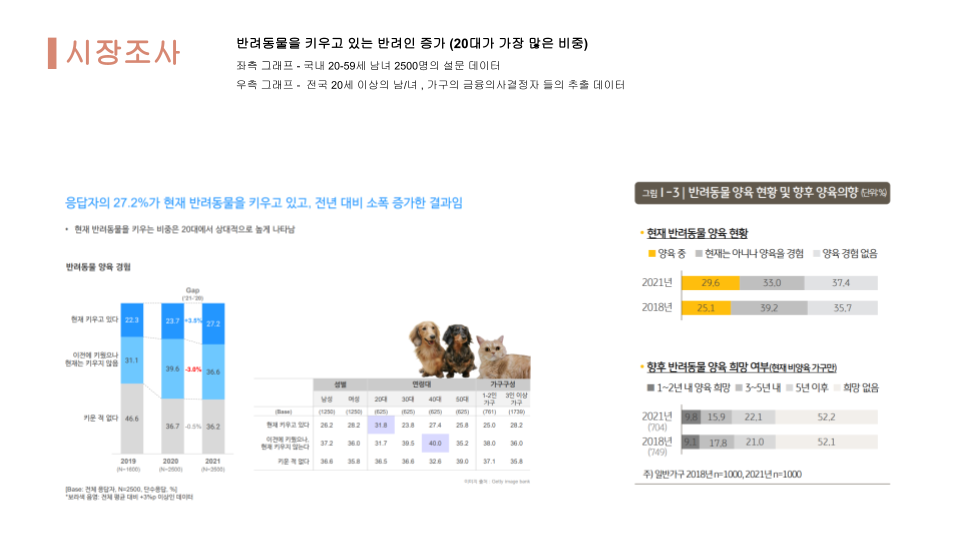 시장조사
반려동물을 키우고 있는 반려인 증가 (20대가 가장 많은 비중)
좌측 그래프 - 국내 20-59세 남녀 2500명의 설문 데이터
우측 그래프 - 전국 20세 이상의 남/녀 , 가구의 금융의사결정자 들의 추출 데이터
응답자의 27.2%가 현재 반려동물을 키우고 있고, 전년 대비 소폭 증가한 결과임
• 현재 반려동물을 키우는 비중은 20대에서 상대적으로 높게 나타남
반려동물 양육 경험
Gap
('21-'20)
현재 키우고 있다 22.3 23.7 +3.5% 27.2
이전에 키웠으나
현재는 키우지 않음 31.1 39.6 -3.0% 36.6
키운 적 없다 46.6 36.7 -0.5% 36.2
2019 2020 2021
(N=1000) (N=2500) (N=2500)
[Base: 전체 응답자, N=2500, 단수응답, %]
*보라색 음영: 전체 평균 대비 +3%p 이상인 데이터
성별 연령대 가구구성
남성 여성 20대 30대 40대 50대 1-2인 가구 3인 이상 가구
(Base) (1250) (1250) (625) (625) (625) (625) (761) (1739)
현재 키우고 있다 26.2 28.2 31.8 23.8 27.4 25.8 25.0 28.2
이전에 키웠으나,
현재 키우지 않는다 37.2 36.0 31.7 39.5 40.0 35.2 38.0 36.0
키운 적 없다 36.6 35.8 36.5 36.6 32.6 39.0 37.1 35.8
이미지 출처 : Getty image bank
그림 I-3 | 반려동물 양육 현황 및 향후 양육의향 (단위:%)
• 현재 반려동물 양육 현황
양육 중 현재는 아니나 양육을 경험 양육 경험 없음
2021년 29.6 33.0 37.4
2018년 25.1 39.2 35.7
• 향후 반려동물 양육 희망 여부(현재 비양육 가구만)
1~2년 내 양육 희망 3~5년 내 5년 이후 희망 없음
2021년 9.8 15.9 22.1 52.2
(704)
2018년 9.1 17.8 21.0 52.1
(749)
주) 일반가구 2018년 n=1000, 2021년 n=1000